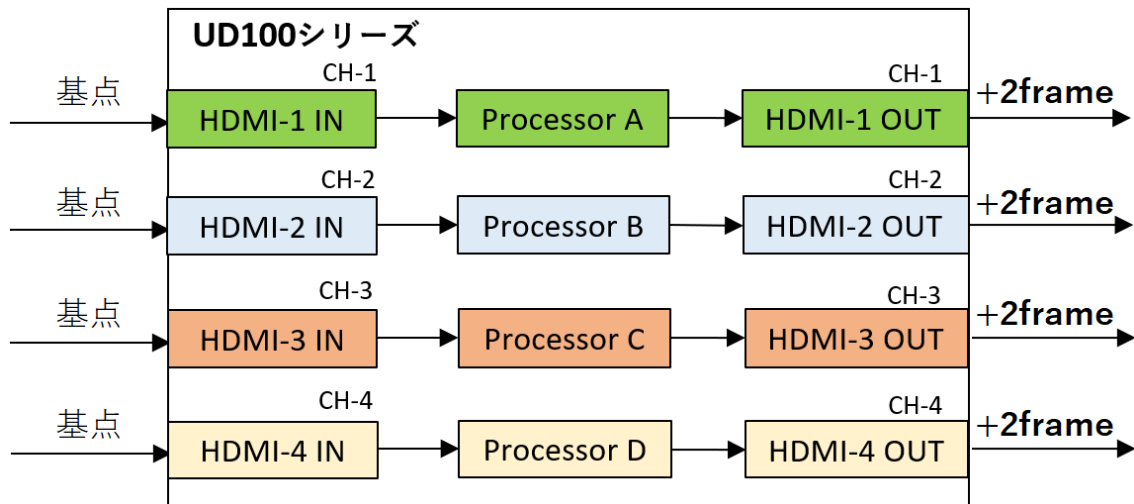 UD100シリーズ
CH-1
CH-1
基点
HDMI-1 IN
Processor A
HDMI-1 OUT
+2frame
CH-2
CH-2
基点
HDMI-2 IN
Processor B
HDMI-2 OUT
+2frame
CH-3
CH-3
基点
HDMI-3 IN
Processor C
HDMI-3 OUT
+2frame
CH-4
CH-4
基点
HDMI-4 IN
Processor D
HDMI-4 OUT
+2frame